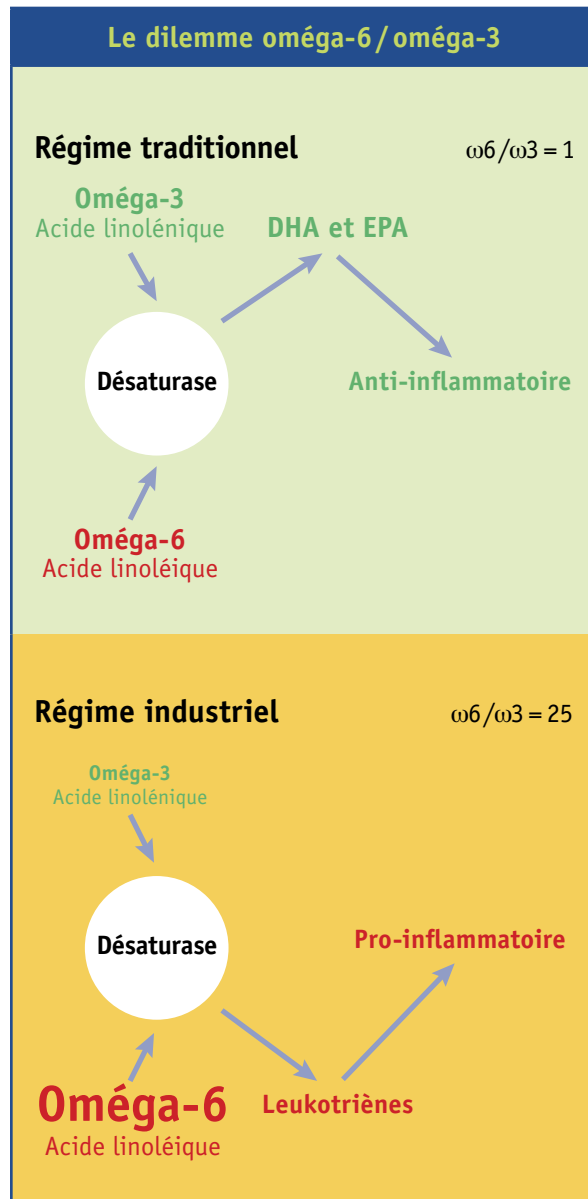 Le dilemme oméga-6/oméga-3
Régime traditionnel
ω6/ω3 = 1
Oméga-3
Acide linolénique
DHA et EPA
Désaturase
Anti-inflammatoire
Oméga-6
Acide linoléique
Régime industriel
ω6/ω3 = 25
Oméga-3
Acide linolénique
Désaturase
Pro-inflammatoire
Oméga-6
Acide linoléique
Leukotriènes